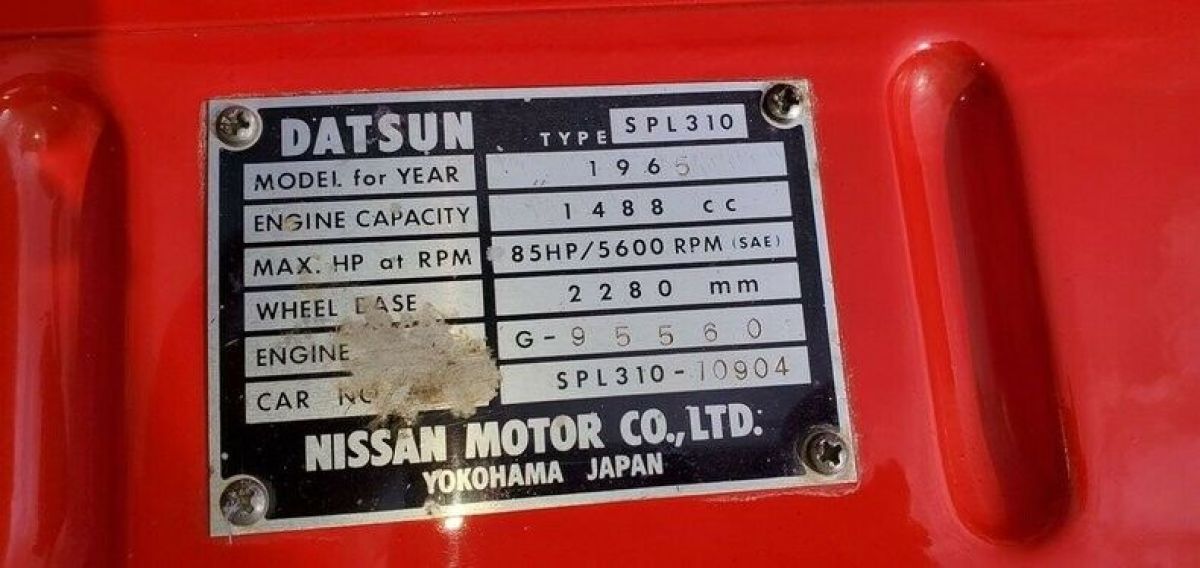 DATSUN TYPE SPL310
MODEL for YEAR 1965
ENGINE CAPACITY 1488 cc
MAX. HP at RPM 85HP/5600 RPM (SAE)
WHEEL BASE 2280 mm
ENGINE G-95560
CAR NO SPL310-10904
NISSAN MOTOR CO., LTD.
YOKOHAMA JAPAN